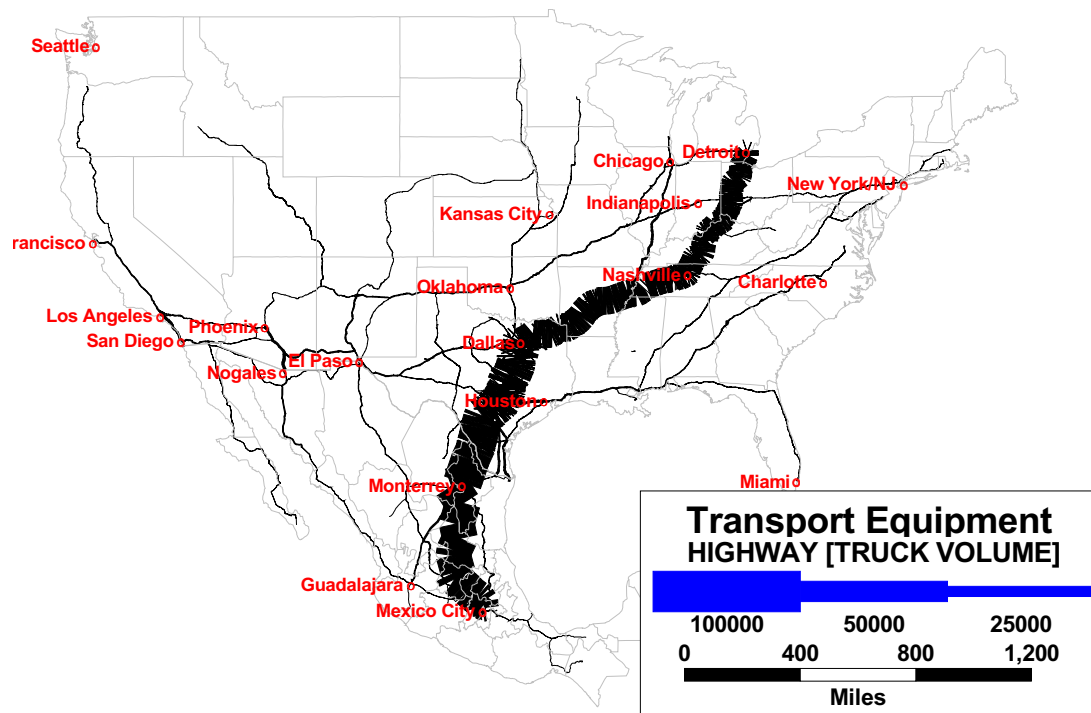 Seattle
Chicago
Detroit
New York/NJ
Kansas City
Indianapolis
rancisco
Nashville
Charlotte
Oklahoma
Los Angeles
Phoenix
San Diego
Dallas
El Paso
Nogales
Houston
Monterrey
Miami
Guadalajara
Mexico City
Transport Equipment
HIGHWAY [TRUCK VOLUME]
100000 50000 25000
0 400 800 1,200
Miles